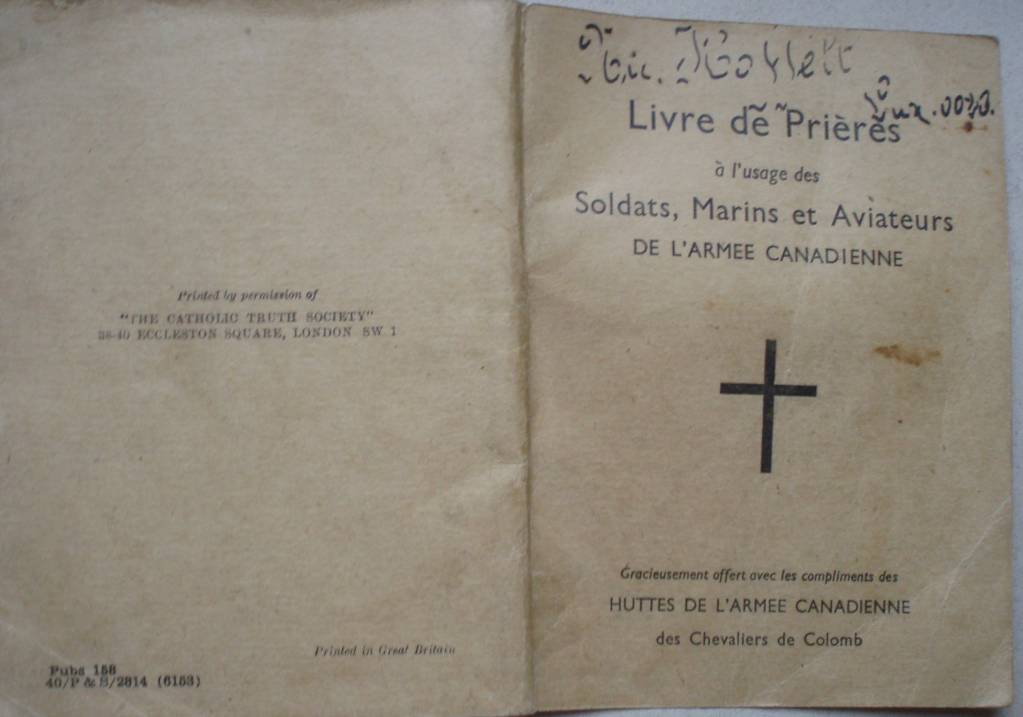 Printed by permission of
"THE CATHOLIC TRUTH SOCIETY"
38-40 ECCLESTON SQUARE, LONDON SW 1
Printed in Great Britain
Pubs 158
40/P & S/2814 (6153)
Livre de Prières
à l'usage des
Soldats, Marins et Aviateurs
DE L'ARMEE CANADIENNE
Gracieusement offert avec les compliments des
HUTTES DE L'ARMEE CANADIENNE
des Chevaliers de Colomb